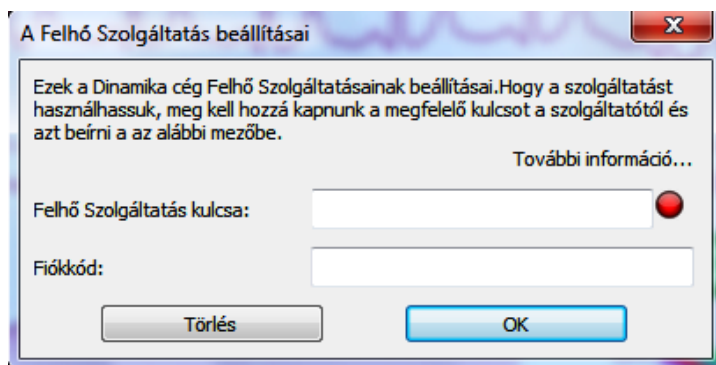 A Felhő Szolgáltatás beállításai
Ezek a Dinamika cég Felhő Szolgáltatásainak beállításai.Hogy a szolgáltatást
használhassuk, meg kell hozzá kapnunk a megfelelő kulcsot a szolgáltatótól és
azt beírni a az alábbi mezőbe.
További információ...
Felhő Szolgáltatás kulcsa:
Fiókkód:
Törlés OK